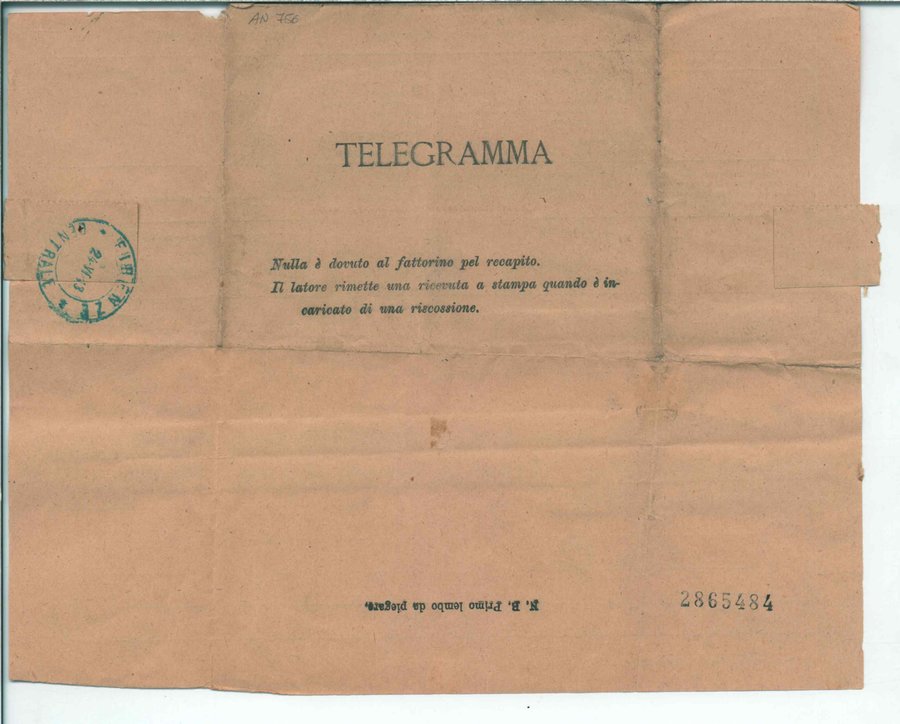 AN 756
TELEGRAMMA
Nulla è dovuto al fattorino pel recapito.
Il latore rimette una ricevuta a stampa quando è in-
caricato di una riscossione.
FIRENZE
CENTRALE
N. B. Primo lembo da piegare.
2865484